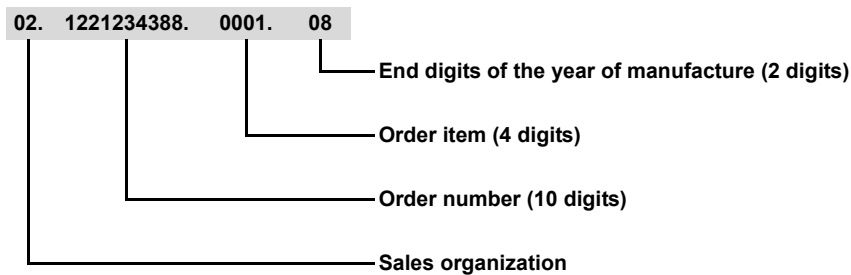 02. 1221234388. 0001. 08
End digits of the year of manufacture (2 digits)
Order item (4 digits)
Order number (10 digits)
Sales organization